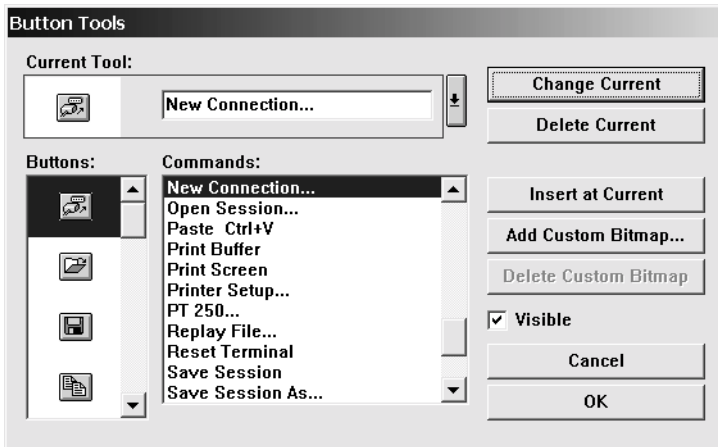 Button Tools
Current Tool:
New Connection...
Change Current
Delete Current
Buttons:
Commands:
New Connection...
Open Session...
Paste  Ctrl+V
Print Buffer
Print Screen
Printer Setup...
PT 250...
Replay File...
Reset Terminal
Save Session
Save Session As...
Insert at Current
Add Custom Bitmap...
Delete Custom Bitmap
Visible
Cancel
OK